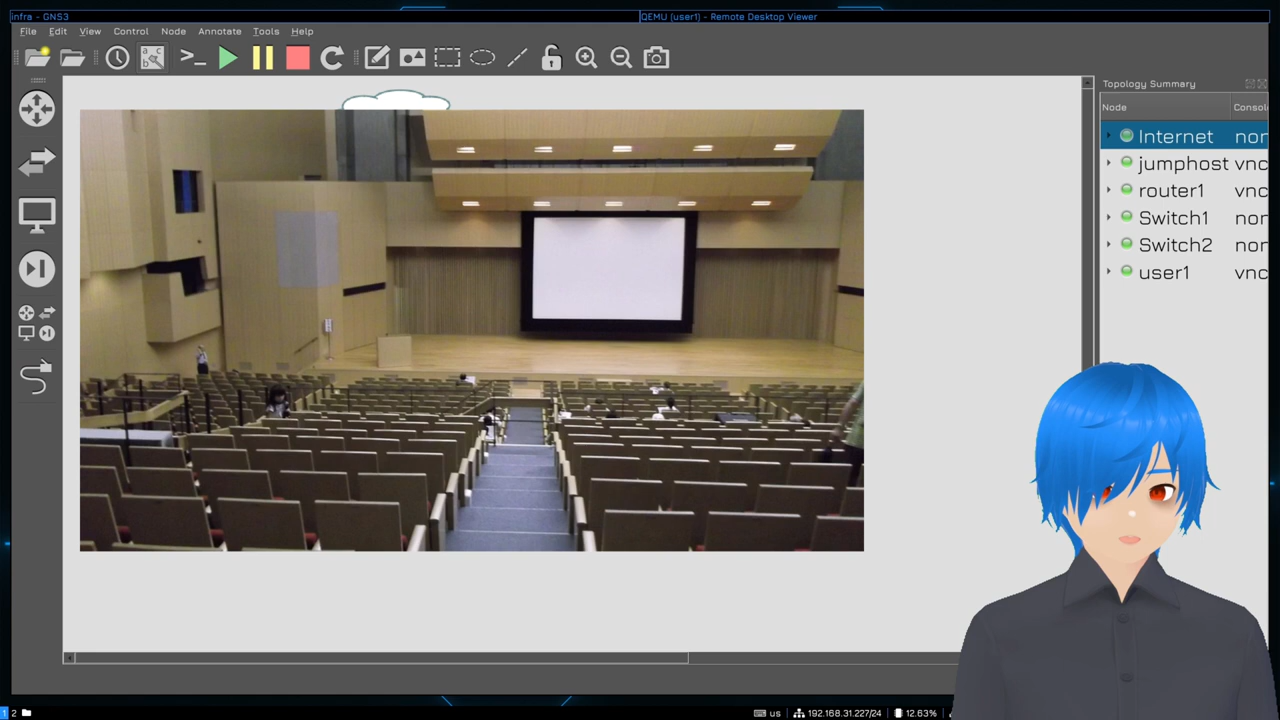 infra - GNS3
QEMU (user1) - Remote Desktop Viewer
File Edit View Control Node Annotate Tools Help
Topology Summary
Node Consol
Internet nor
jumphost vnc
router1 vnc
Switch1 nor
Switch2 nor
user1 vnc
1 2 us 192.168.31.227/24 12.63%